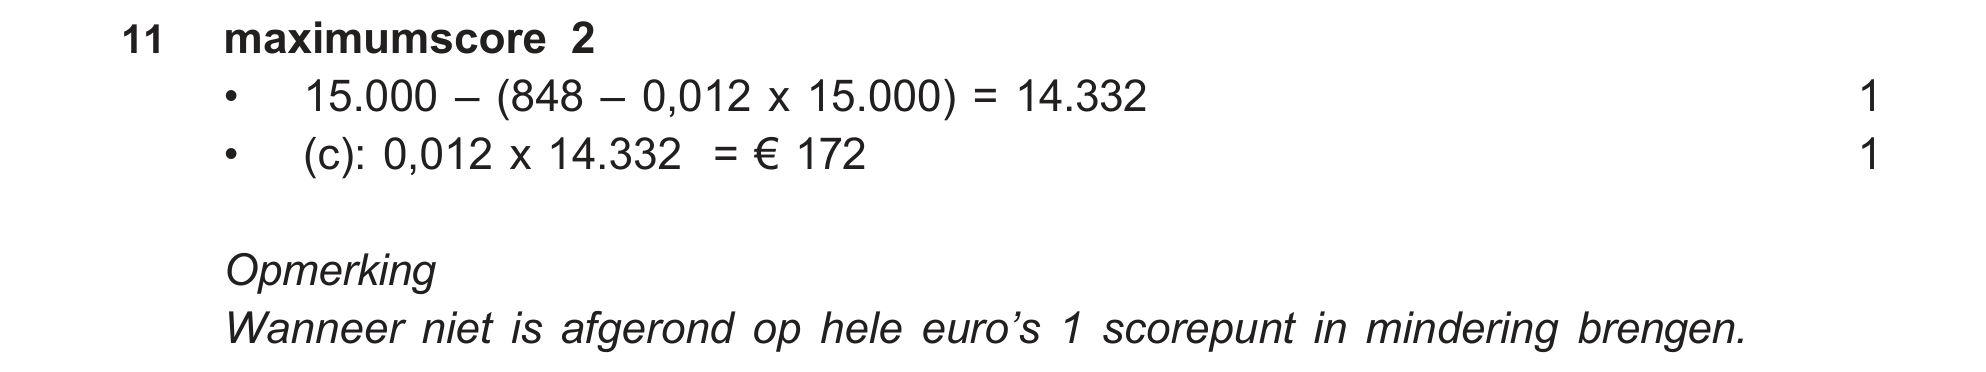 11 maximumscore 2
• 15.000 – (848 – 0,012 x 15.000) = 14.332 1
• (c): 0,012 x 14.332 = € 172 1
Opmerking
Wanneer niet is afgerond op hele euro’s 1 scorepunt in mindering brengen.